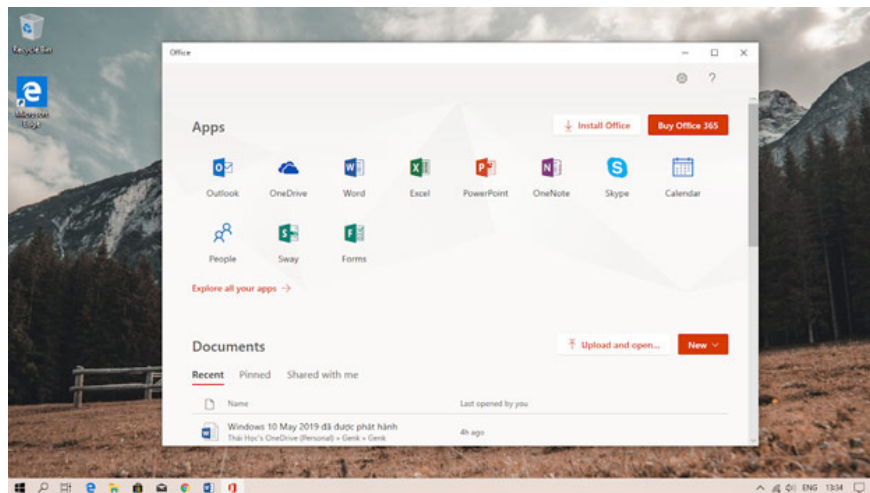 Recycle Bin
Microsoft
Edge
Office
?
Apps
Install Office
Buy Office 365
Outlook
OneDrive
Word
Excel
PowerPoint
OneNote
Skype
Calendar
People
Sway
Forms
Explore all your apps →
Documents
Upload and open...
New
Recent
Pinned
Shared with me
Name
Last opened by you
Windows 10 May 2019 đã được phát hành
Thái Học's OneDrive (Personal) » Genk » Genk
4h ago
ENG
13:34